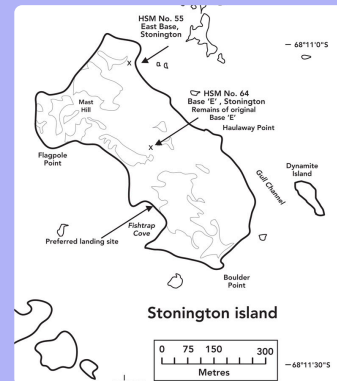 HSM No. 55
East Base,
Stonington
68°11'0"S
x
HSM No. 64
Base 'E' , Stonington
Remains of original
Base 'E'
Mast
Hill
Haulaway Point
x
Flagpole
Point
Dynamite
Island
Gull Channel
Fishtrap
Cove
Preferred landing site
Boulder
Point
Stonington island
0 75 150 300
Metres
68°11'30"S